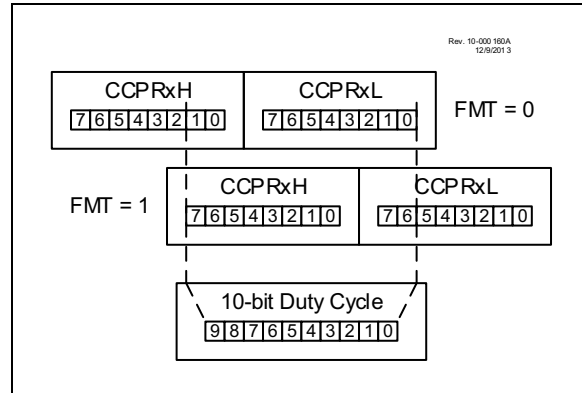 Rev. 10-000 160A
12/9/201 3
CCPRxH CCPRxL
7 6 5 4 3 2 1 0 7 6 5 4 3 2 1 0 FMT = 0
CCPRxH CCPRxL
FMT = 1 7 6 5 4 3 2 1 0 7 6 5 4 3 2 1 0
10-bit Duty Cycle
9 8 7 6 5 4 3 2 1 0